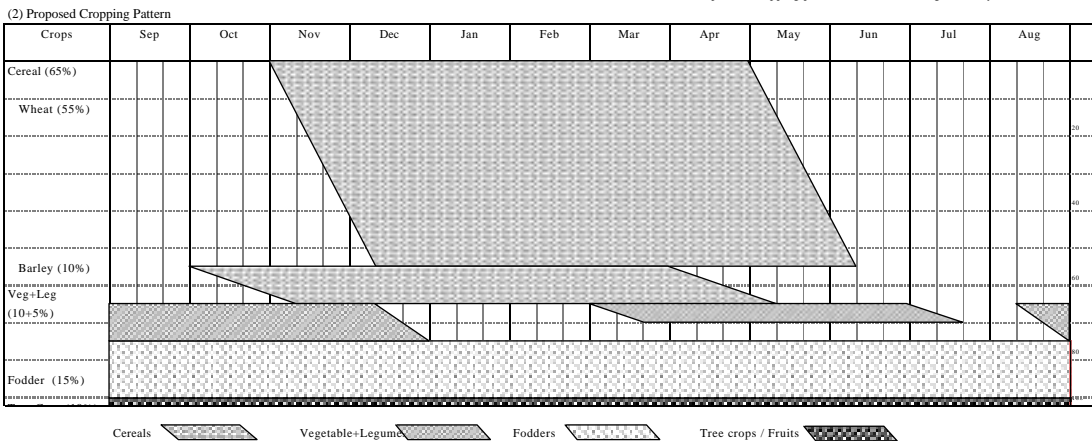 (2) Proposed Cropping Pattern
Crops Sep Oct Nov Dec Jan Feb Mar Apr May Jun Jul Aug
Cereal (65%)
Wheat (55%)
20
40
Barley (10%)
60
Veg+Leg
(10+5%)
80
Fodder (15%)
Cereals Vegetable+Legume Fodders Tree crops / Fruits